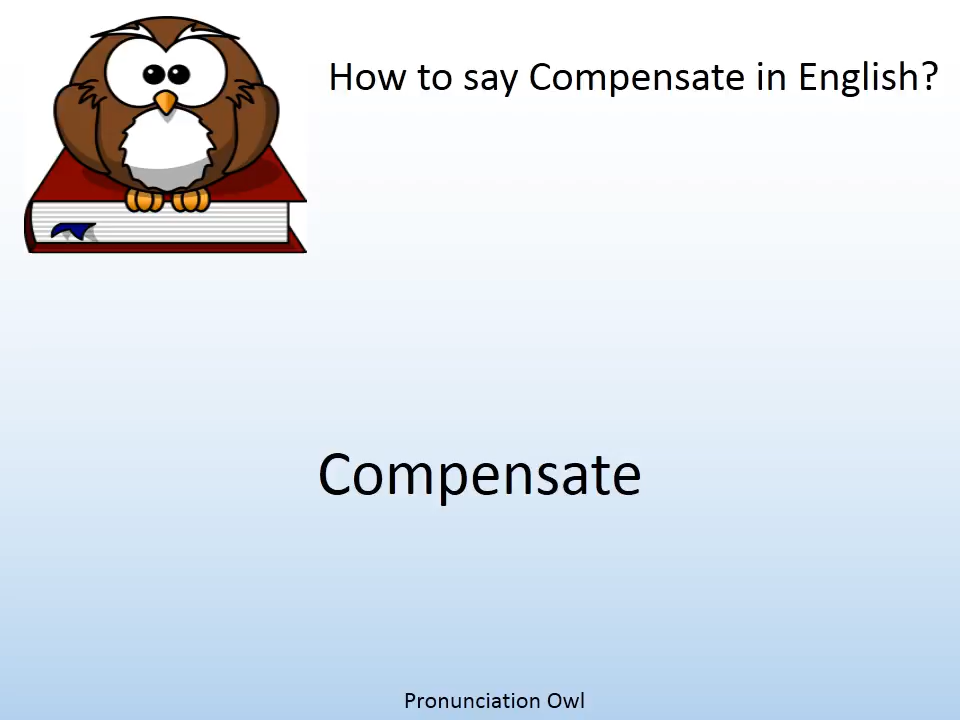 How to say Compensate in English?
Compensate
Pronunciation Owl